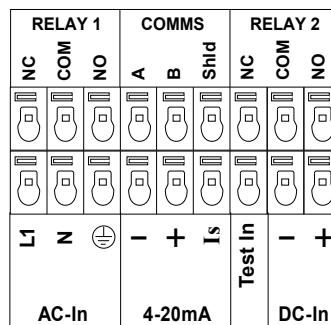 RELAY 1 COMMS RELAY 2
NC COM NO A B Shld NC COM NO
L1 N − + Is Test In − +
AC-In 4-20mA DC-In